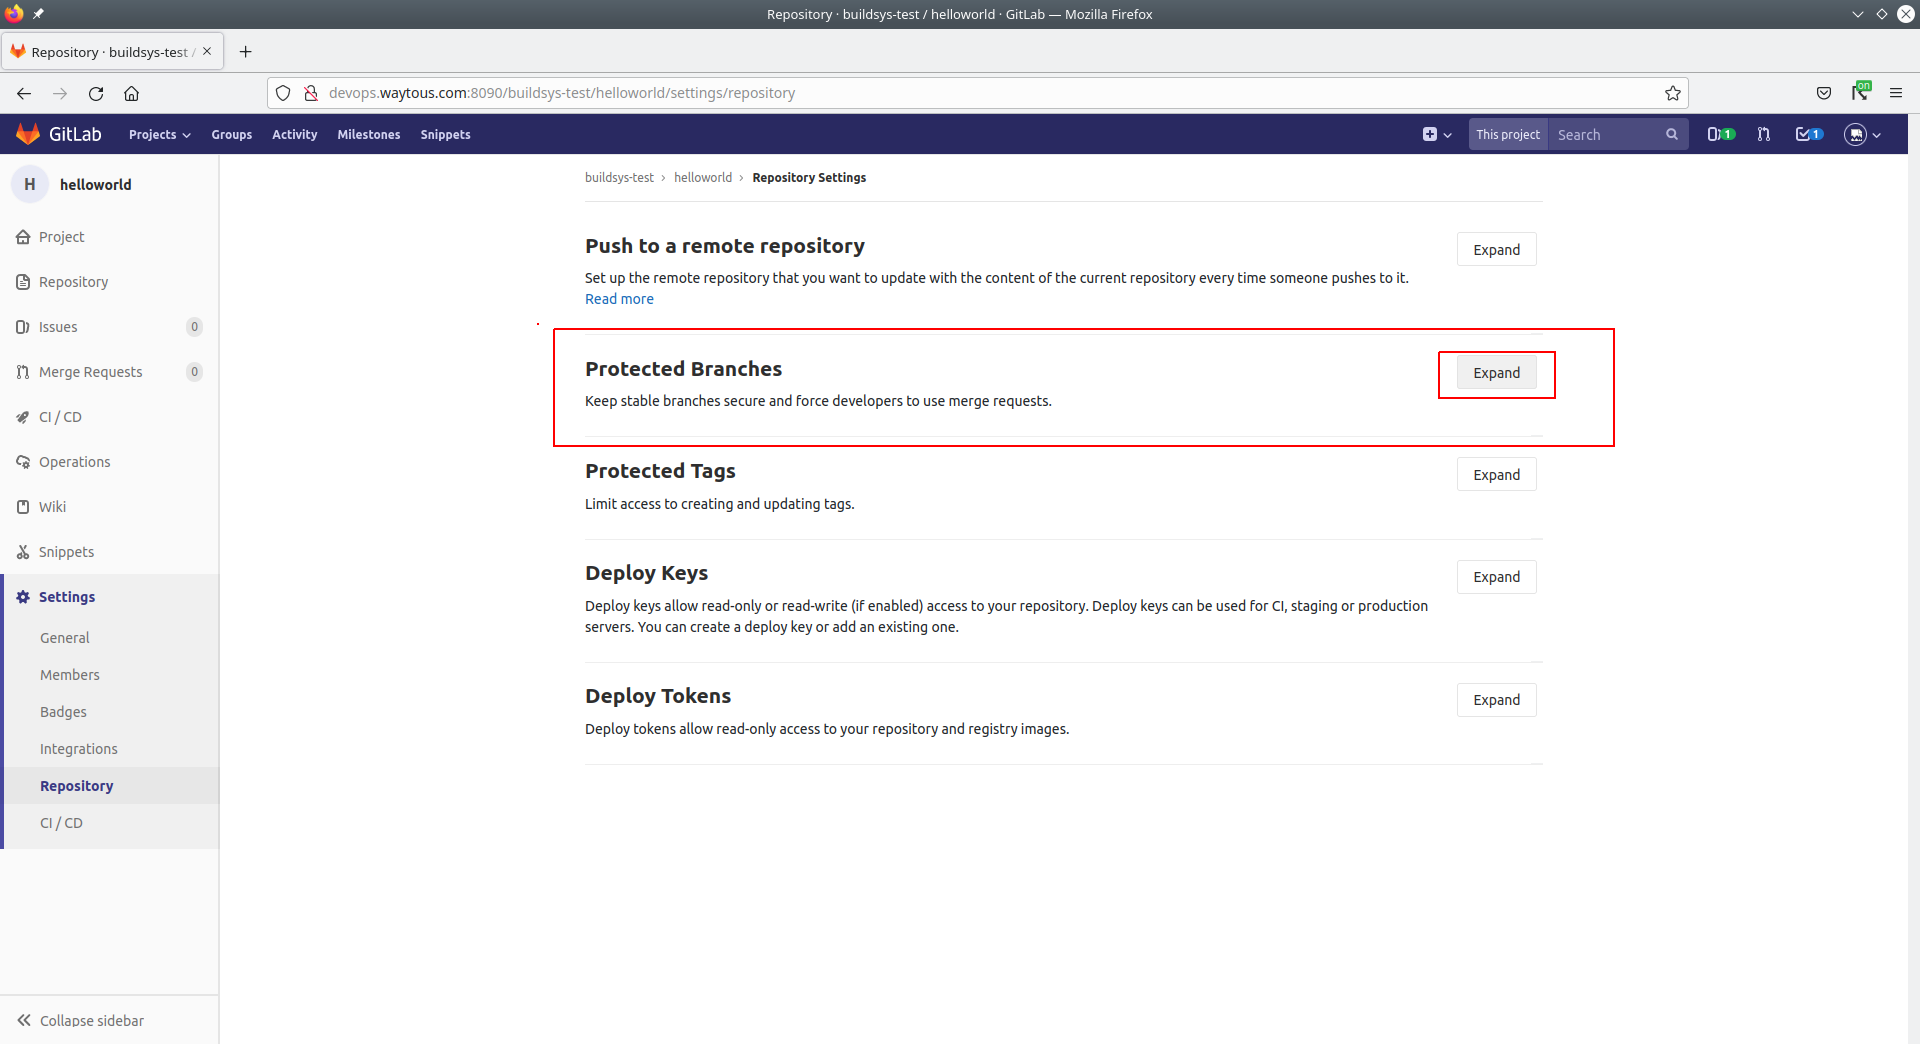 Repository · buildsys-test / helloworld · GitLab — Mozilla Firefox
Repository · buildsys-test /
devops.waytous.com:8090/buildsys-test/helloworld/settings/repository
on
GitLab Projects Groups Activity Milestones Snippets This project Search 1 1
H helloworld
Project
Repository
Issues 0
Merge Requests 0
CI / CD
Operations
Wiki
Snippets
Settings
General
Members
Badges
Integrations
Repository
CI / CD
Collapse sidebar
buildsys-test › helloworld › Repository Settings
Push to a remote repository
Expand
Set up the remote repository that you want to update with the content of the current repository every time someone pushes to it.
Read more
Protected Branches
Expand
Keep stable branches secure and force developers to use merge requests.
Protected Tags
Expand
Limit access to creating and updating tags.
Deploy Keys
Expand
Deploy keys allow read-only or read-write (if enabled) access to your repository. Deploy keys can be used for CI, staging or production
servers. You can create a deploy key or add an existing one.
Deploy Tokens
Expand
Deploy tokens allow read-only access to your repository and registry images.